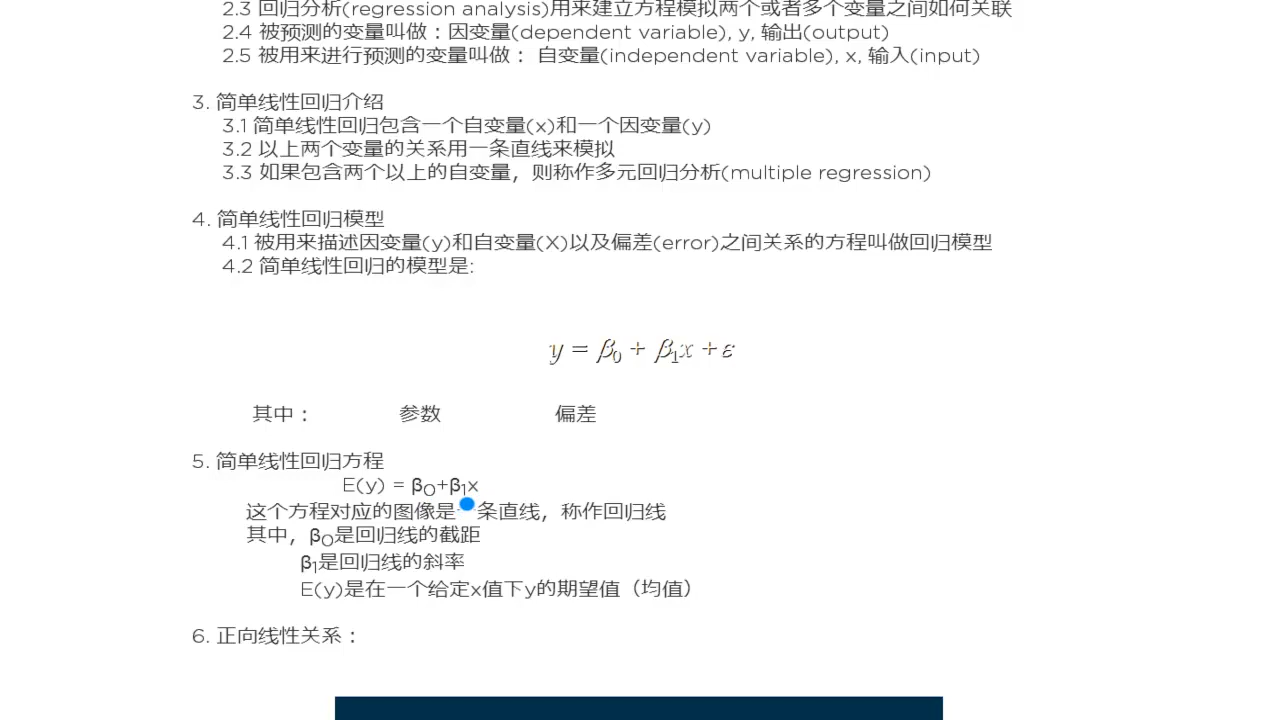 2.3 回归分析(regression analysis)用来建立方程模拟两个或者多个变量之间如何关联
2.4 被预测的变量叫做：因变量(dependent variable), y, 输出(output)
2.5 被用来进行预测的变量叫做： 自变量(independent variable), x, 输入(input)
3. 简单线性回归介绍
3.1 简单线性回归包含一个自变量(x)和一个因变量(y)
3.2 以上两个变量的关系用一条直线来模拟
3.3 如果包含两个以上的自变量，则称作多元回归分析(multiple regression)
4. 简单线性回归模型
4.1 被用来描述因变量(y)和自变量(X)以及偏差(error)之间关系的方程叫做回归模型
4.2 简单线性回归的模型是:
y = β₀ + β₁x + ε
其中： 参数 偏差
5. 简单线性回归方程
E(y) = β₀+β₁x
这个方程对应的图像是一条直线，称作回归线
其中，β₀是回归线的截距
β₁是回归线的斜率
E(y)是在一个给定x值下y的期望值（均值）
6. 正向线性关系：